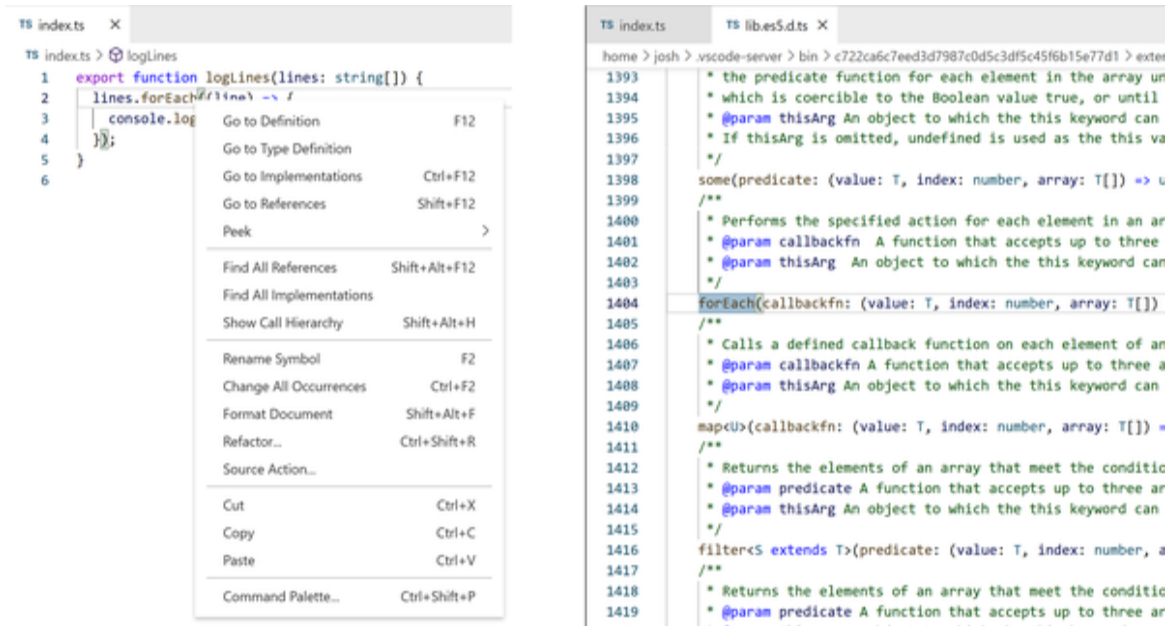 TS index.ts ×
TS index.ts > logLines
1 export function logLines(lines: string[]) {
2 lines.forEach((line) => {
3 console.log
4 });
5 }
6
Go to Definition F12
Go to Type Definition
Go to Implementations Ctrl+F12
Go to References Shift+F12
Peek >
Find All References Shift+Alt+F12
Find All Implementations
Show Call Hierarchy Shift+Alt+H
Rename Symbol F2
Change All Occurrences Ctrl+F2
Format Document Shift+Alt+F
Refactor... Ctrl+Shift+R
Source Action...
Cut Ctrl+X
Copy Ctrl+C
Paste Ctrl+V
Command Palette... Ctrl+Shift+P
TS index.ts TS lib.es5.d.ts ×
home > josh > .vscode-server > bin > c722ca6c7eed3d7987c0d5c3df5c45f6b15e77d1 > exter
1393 * the predicate function for each element in the array un
1394 * which is coercible to the Boolean value true, or until
1395 * @param thisArg An object to which the this keyword can
1396 * If thisArg is omitted, undefined is used as the this va
1397 */
1398 some(predicate: (value: T, index: number, array: T[]) => u
1399 /**
1400 * Performs the specified action for each element in an ar
1401 * @param callbackfn A function that accepts up to three
1402 * @param thisArg An object to which the this keyword can
1403 */
1404 forEach(callbackfn: (value: T, index: number, array: T[])
1405 /**
1406 * Calls a defined callback function on each element of an
1407 * @param callbackfn A function that accepts up to three a
1408 * @param thisArg An object to which the this keyword can
1409 */
1410 map<U>(callbackfn: (value: T, index: number, array: T[]) =
1411 /**
1412 * Returns the elements of an array that meet the conditio
1413 * @param predicate A function that accepts up to three ar
1414 * @param thisArg An object to which the this keyword can
1415 */
1416 filter<S extends T>(predicate: (value: T, index: number, a
1417 /**
1418 * Returns the elements of an array that meet the conditio
1419 * @param predicate A function that accepts up to three ar